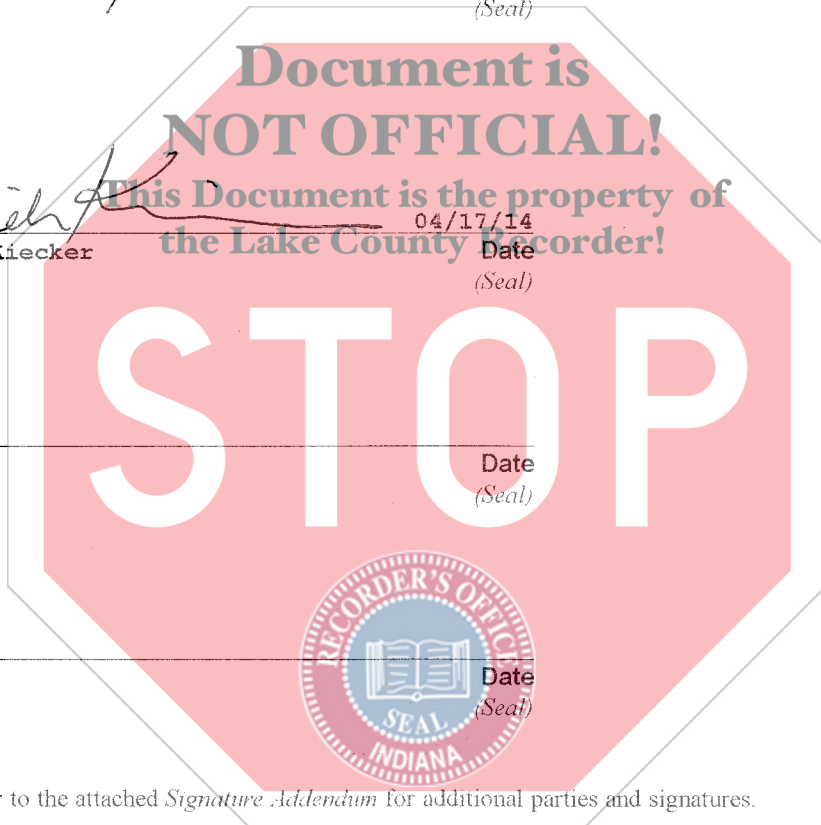 (Seal)
Document is
NOT OFFICIAL!
This Document is the property of
04/17/14
the Lake County Recorder!
Kiecker
Date
(Seal)
STOP
Date
(Seal)
RECORDER'S OFFICE
SEAL
INDIANA
Date
(Seal)
to the attached Signature Addendum for additional parties and signatures.